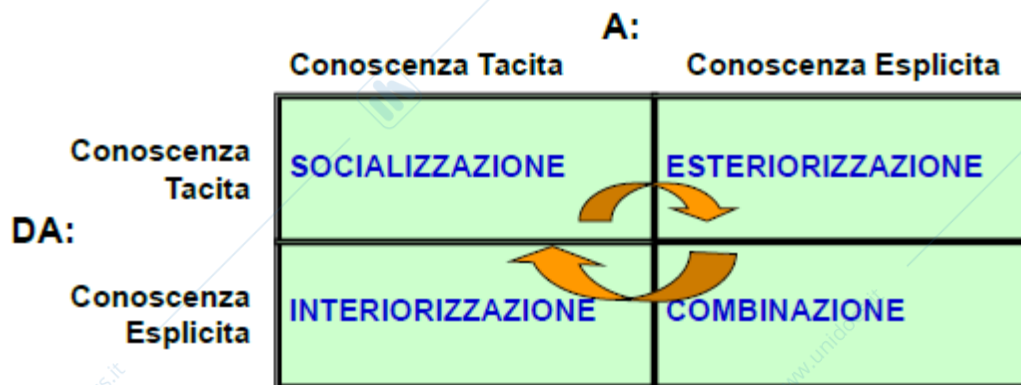 A:
Conoscenza Tacita Conoscenza Esplicita
Conoscenza
Tacita
SOCIALIZZAZIONE ESTERIORIZZAZIONE
DA:
Conoscenza
Esplicita
INTERIORIZZAZIONE COMBINAZIONE